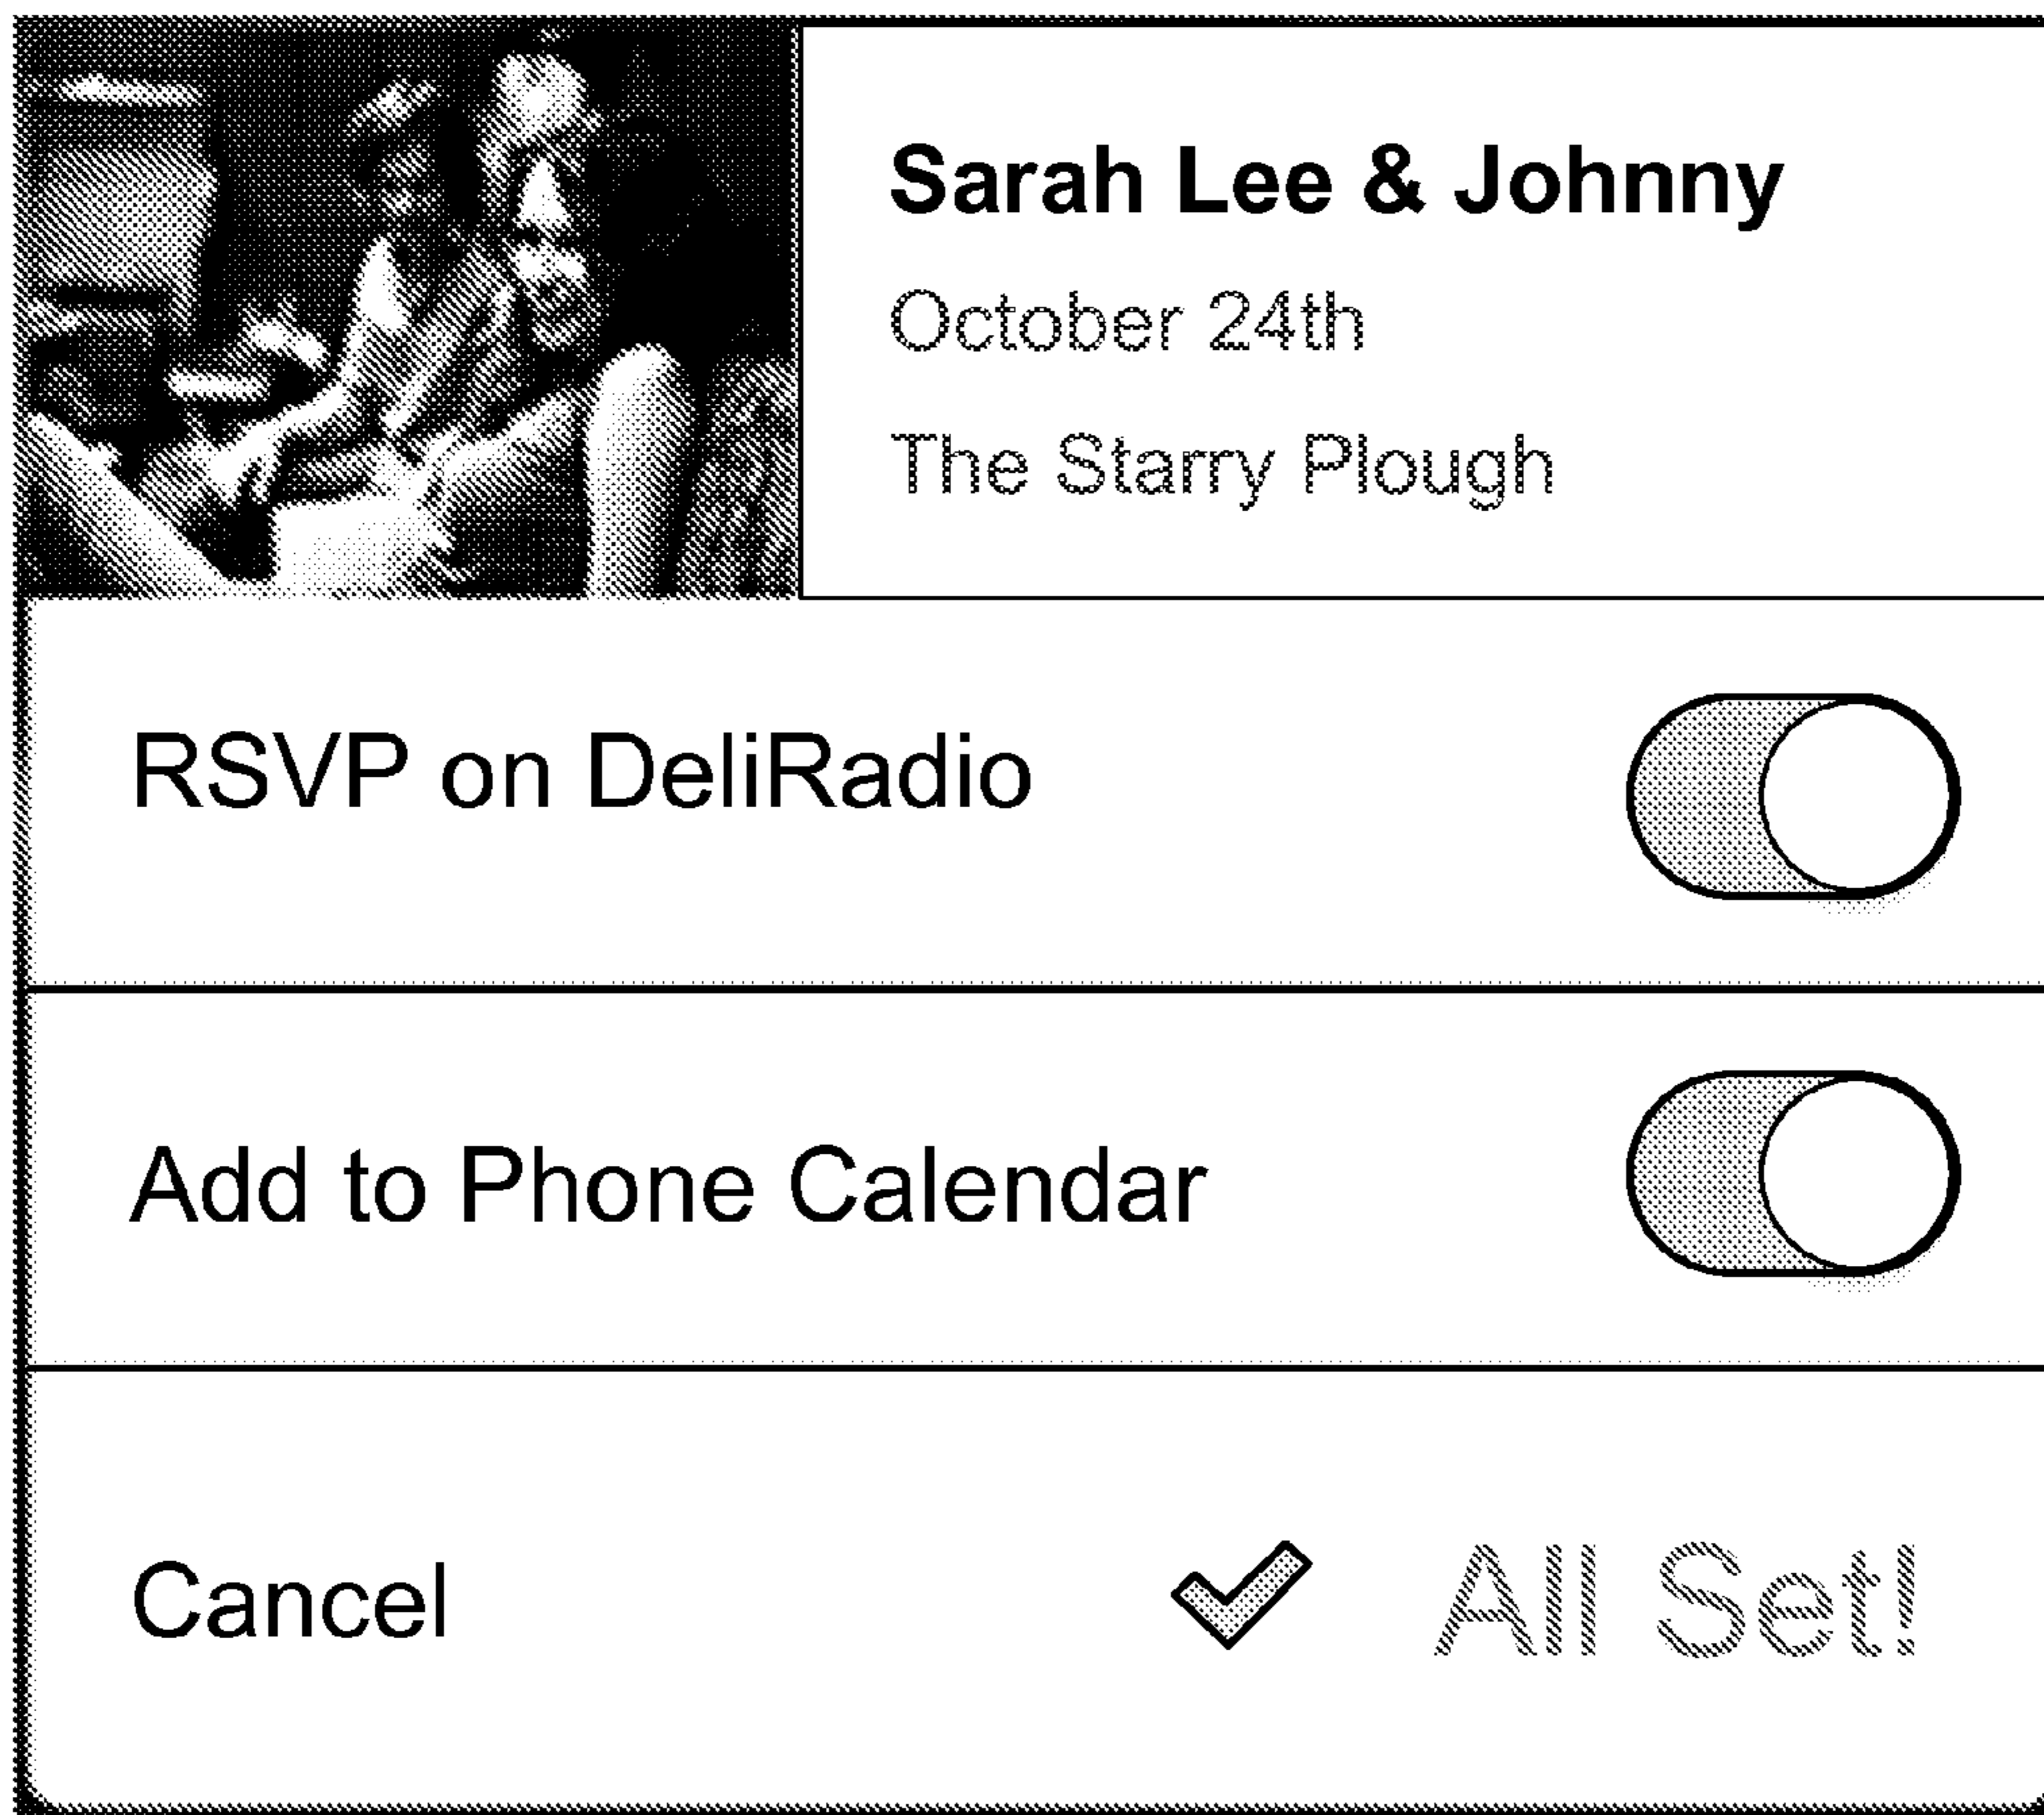 Sarah Lee & Johnny
October 24th
The Starry Plough
RSVP on DeliRadio
Add to Phone Calendar
Cancel
All Set!